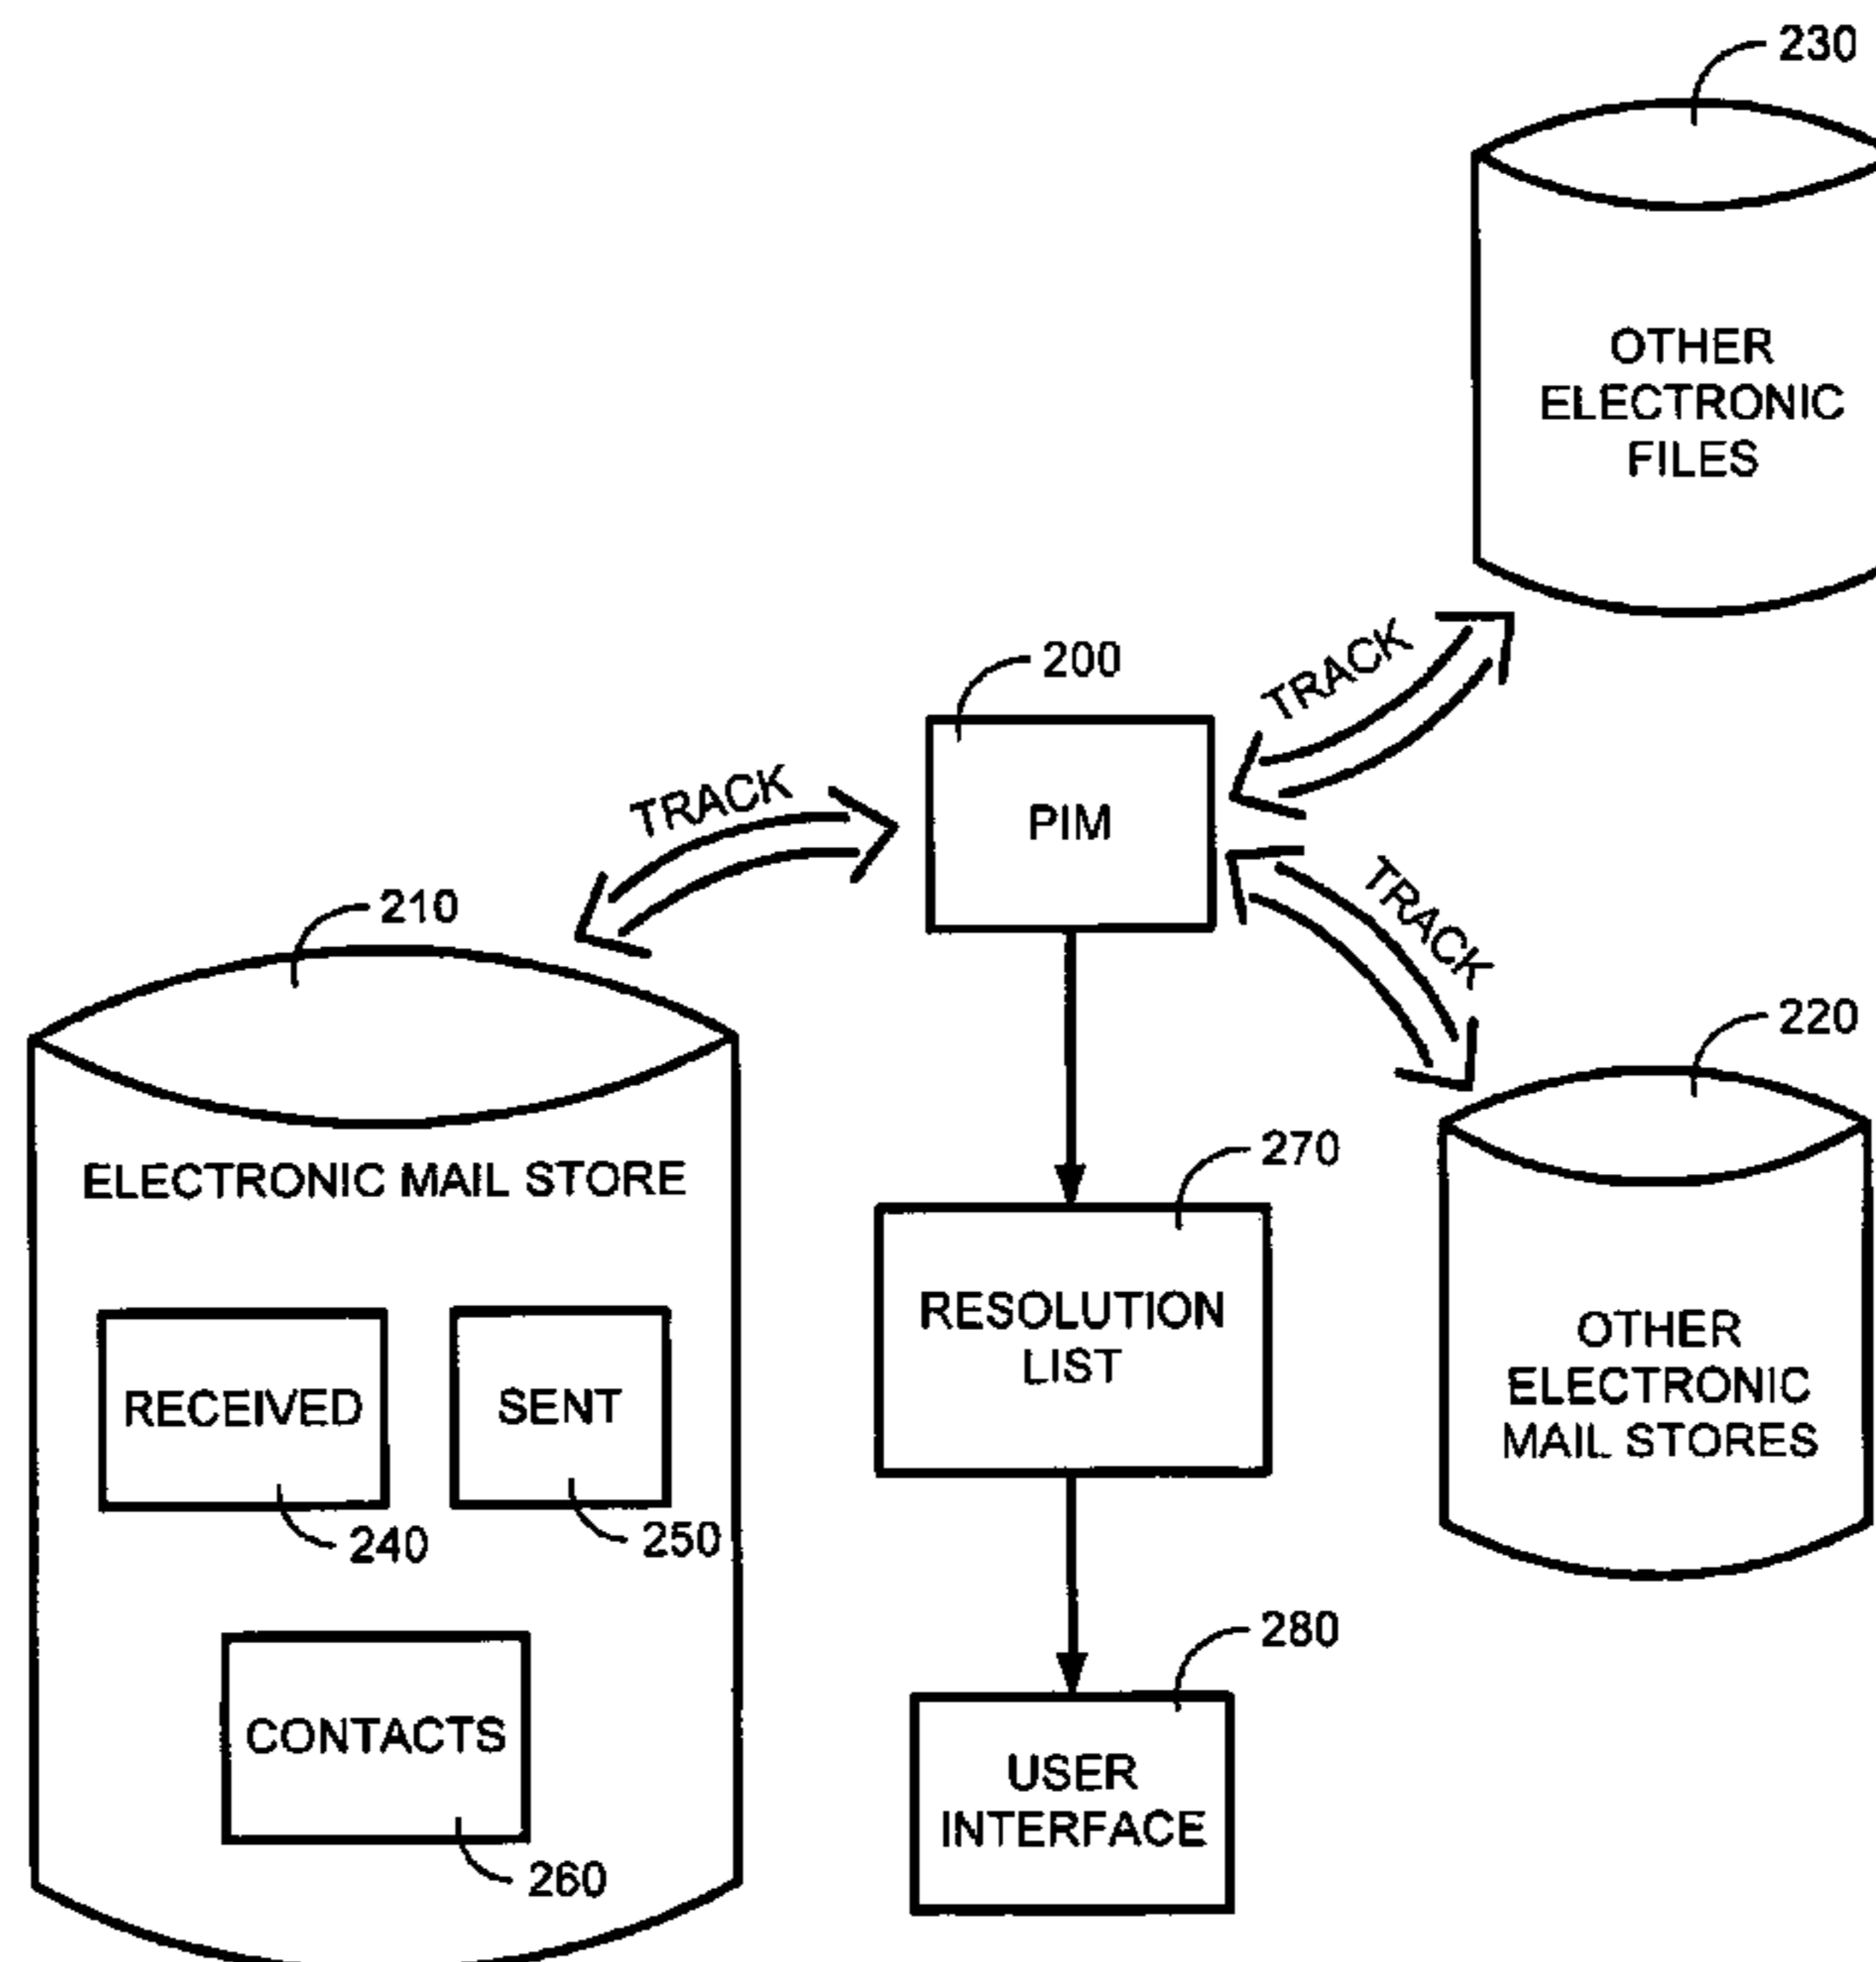 230
OTHER
ELECTRONIC
FILES
200
TRACK
PIM
TRACK
TRACK
210
ELECTRONIC MAIL STORE
RECEIVED
SENT
240
250
CONTACTS
260
270
RESOLUTION
LIST
280
USER
INTERFACE
220
OTHER
ELECTRONIC
MAIL STORES